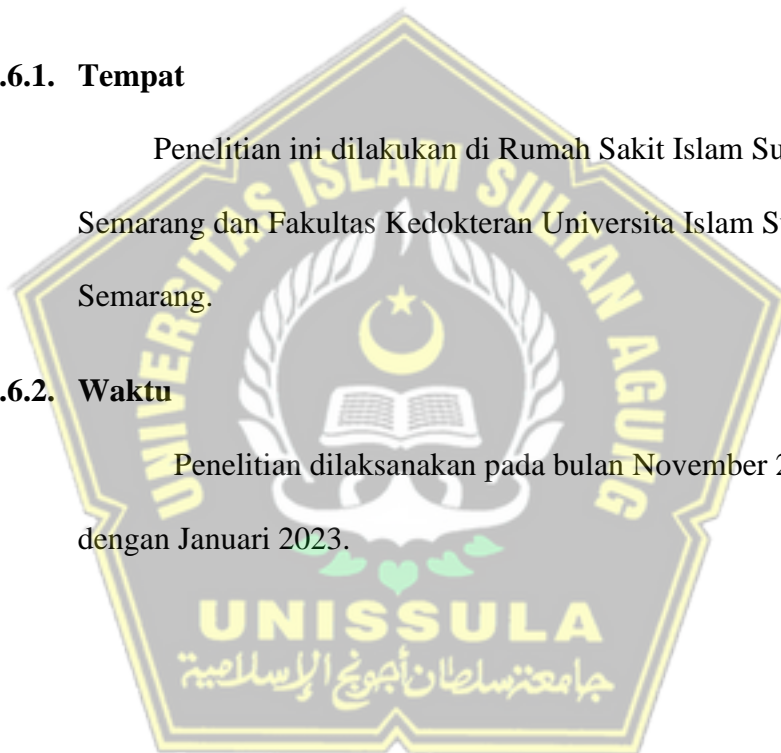 .6.1. Tempat
Penelitian ini dilakukan di Rumah Sakit Islam Su
Semarang dan Fakultas Kedokteran Universita Islam S
Semarang.
.6.2. Waktu
Penelitian dilaksanakan pada bulan November 2
dengan Januari 2023.
UNIVERSITAS ISLAM SULTAN AGUNG
UNISSULA
جامعتنسلطان أجونج الإسلامية